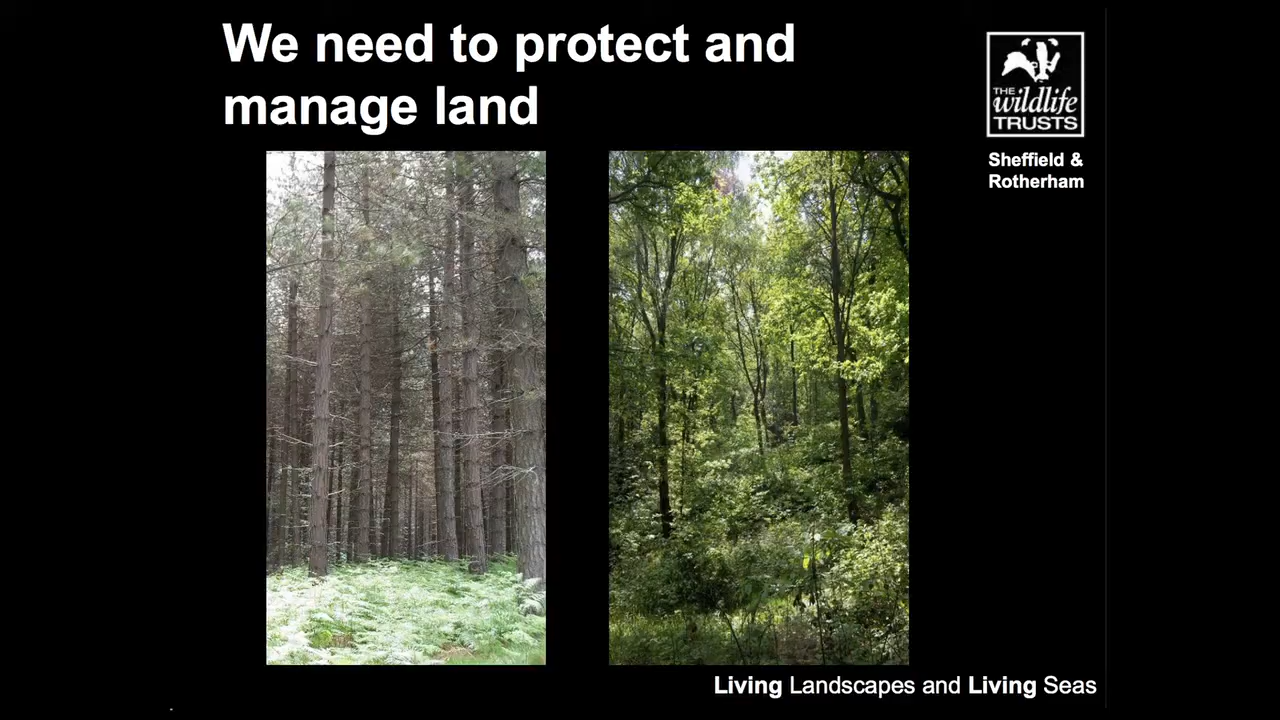 We need to protect and
manage land
THE
wildlife
TRUSTS
Sheffield &
Rotherham
Living Landscapes and Living Seas